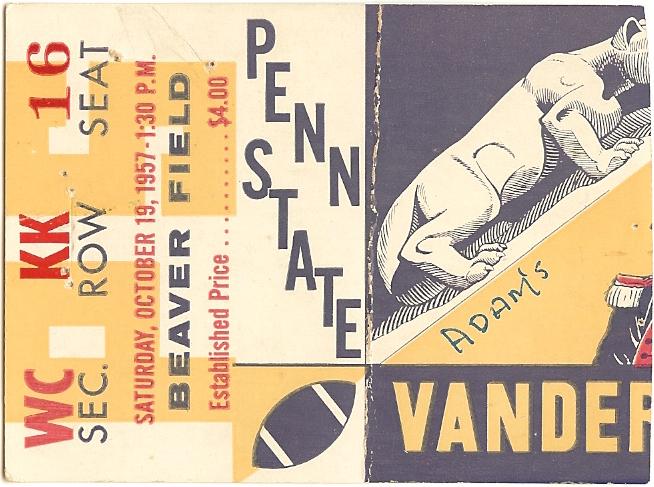 WC KK 16
SEC. ROW SEAT
SATURDAY, OCTOBER 19, 1957-1:30 P.M.
BEAVER FIELD
Established Price .......... $4.00
PENN
STATE
ADAM'S
VANDER